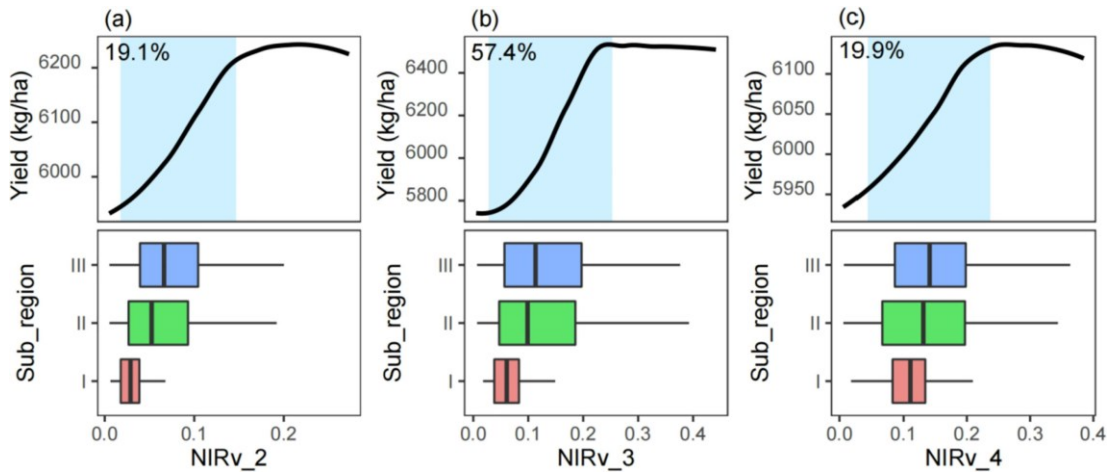 (a)
19.1%
Yield (kg/ha)
6200
6100
6000
Sub_region
III
II
I
0.0 0.1 0.2
NIRv_2
(b)
57.4%
Yield (kg/ha)
6400
6200
6000
5800
Sub_region
III
II
I
0.0 0.1 0.2 0.3 0.4
NIRv_3
(c)
19.9%
Yield (kg/ha)
6100
6050
6000
5950
Sub_region
III
II
I
0.0 0.1 0.2 0.3 0.4
NIRv_4